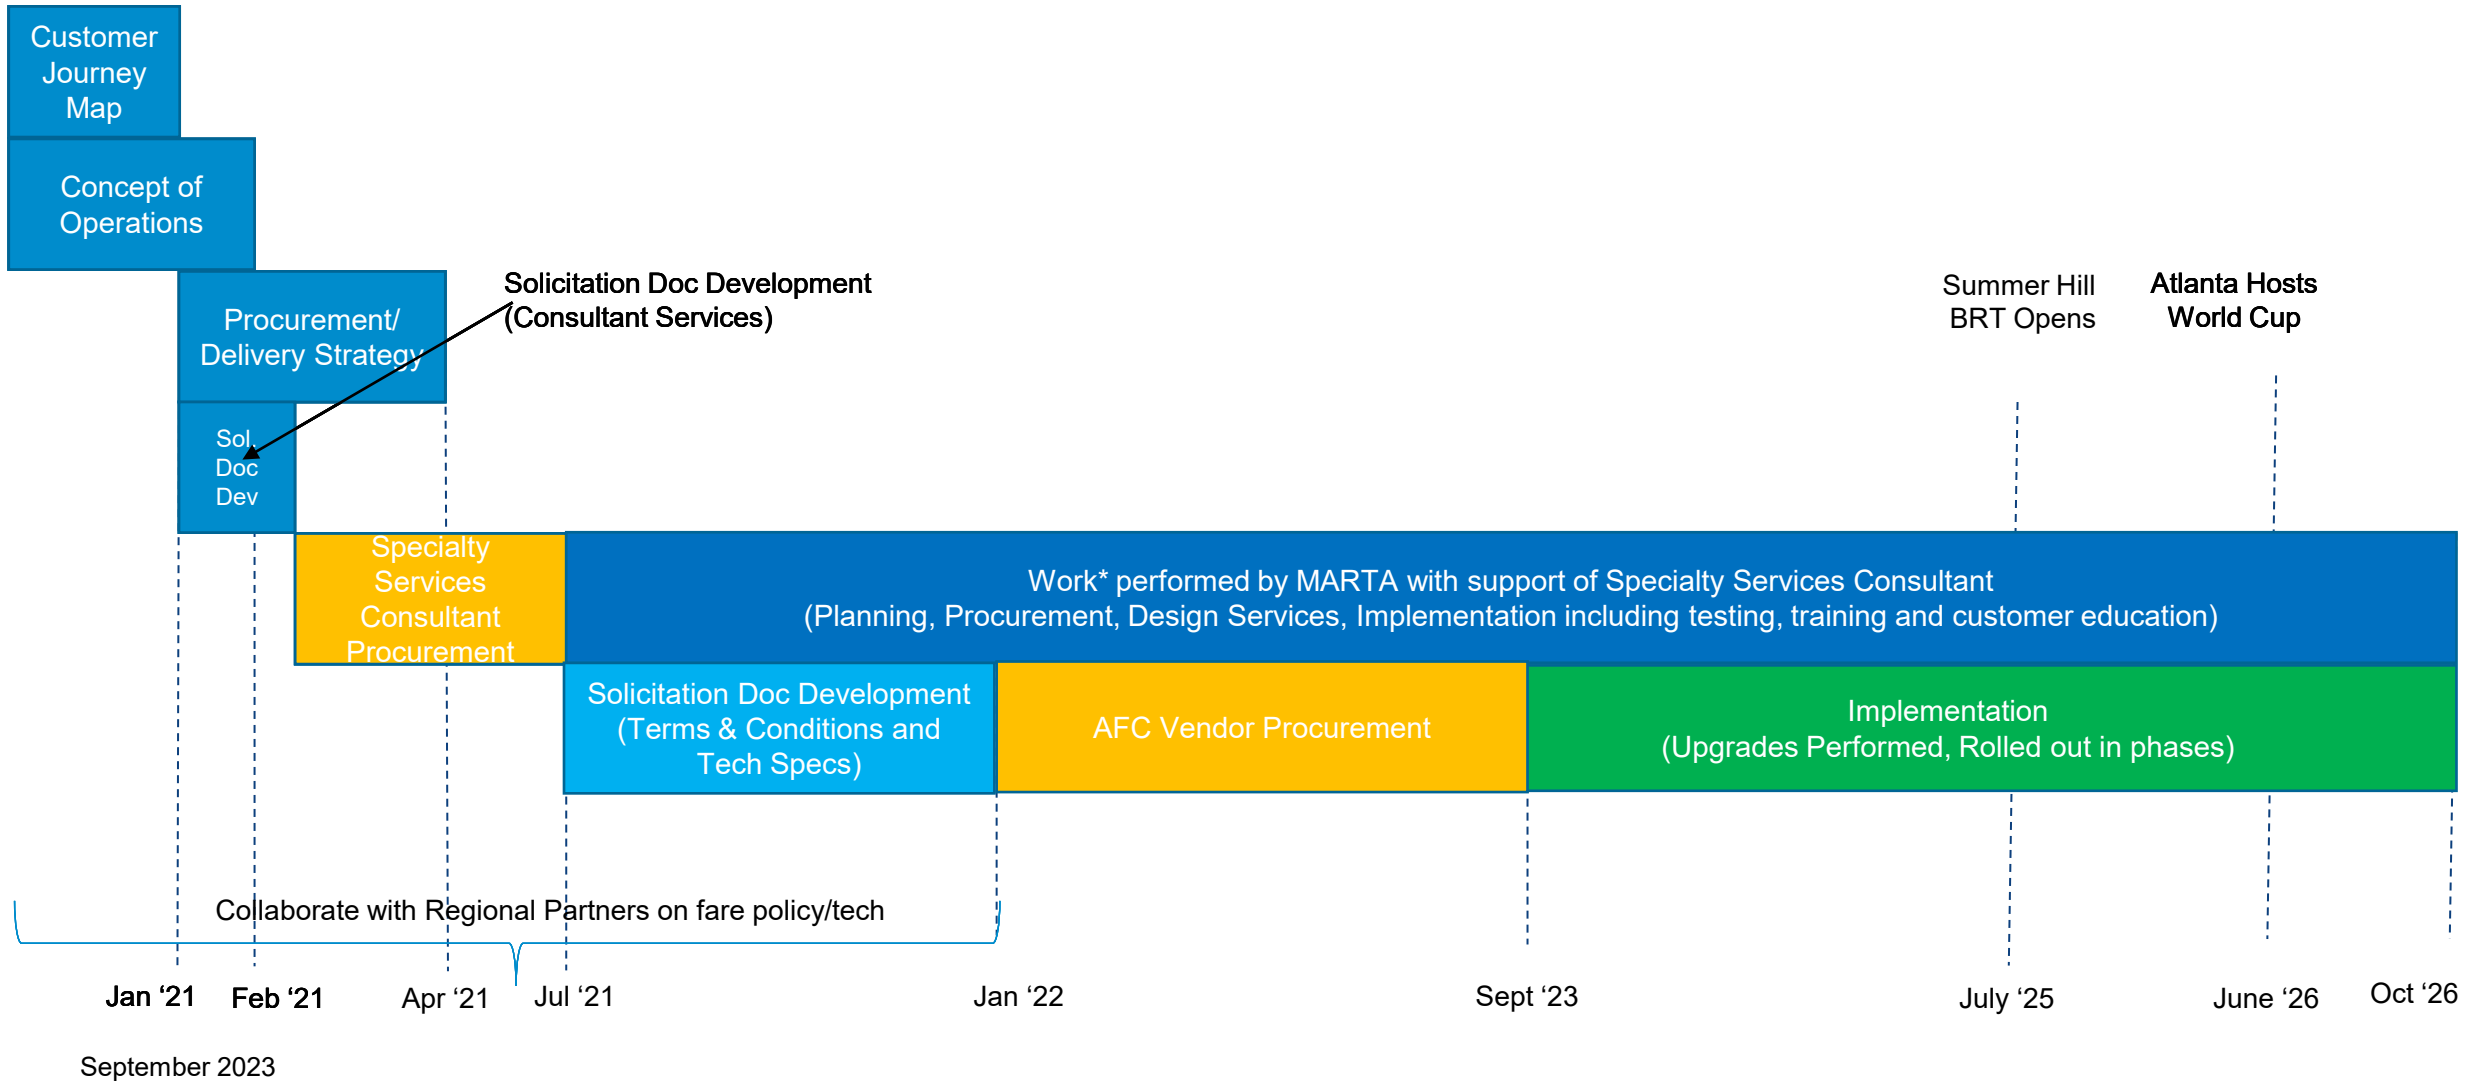 Customer
Journey
Map
Concept of
Operations
Procurement/
Delivery Strategy
Solicitation Doc Development
(Consultant Services)
Summer Hill
BRT Opens
Atlanta Hosts
World Cup
Sol.
Doc
Dev
Specialty
Services
Consultant
Procurement
Work* performed by MARTA with support of Specialty Services Consultant
(Planning, Procurement, Design Services, Implementation including testing, training and customer education)
Solicitation Doc Development
(Terms & Conditions and
Tech Specs)
AFC Vendor Procurement
Implementation
(Upgrades Performed, Rolled out in phases)
Collaborate with Regional Partners on fare policy/tech
Jan ‘21
Feb ‘21
Apr ‘21
Jul ‘21
Jan ‘22
Sept ‘23
July ‘25
June ‘26
Oct ‘26
September 2023